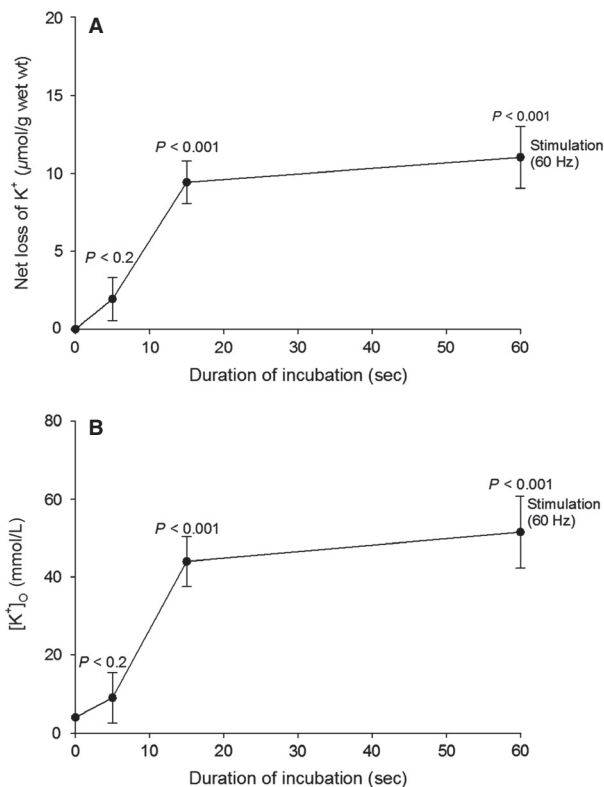 A
20
15
10
5
0
Net loss of K⁺ (µmol/g wet wt)
P < 0.2
P < 0.001
P < 0.001
Stimulation
(60 Hz)
0 10 20 30 40 50 60
Duration of incubation (sec)
B
80
60
40
20
0
[K⁺]O (mmol/L)
P < 0.2
P < 0.001
P < 0.001
Stimulation
(60 Hz)
0 10 20 30 40 50 60
Duration of incubation (sec)